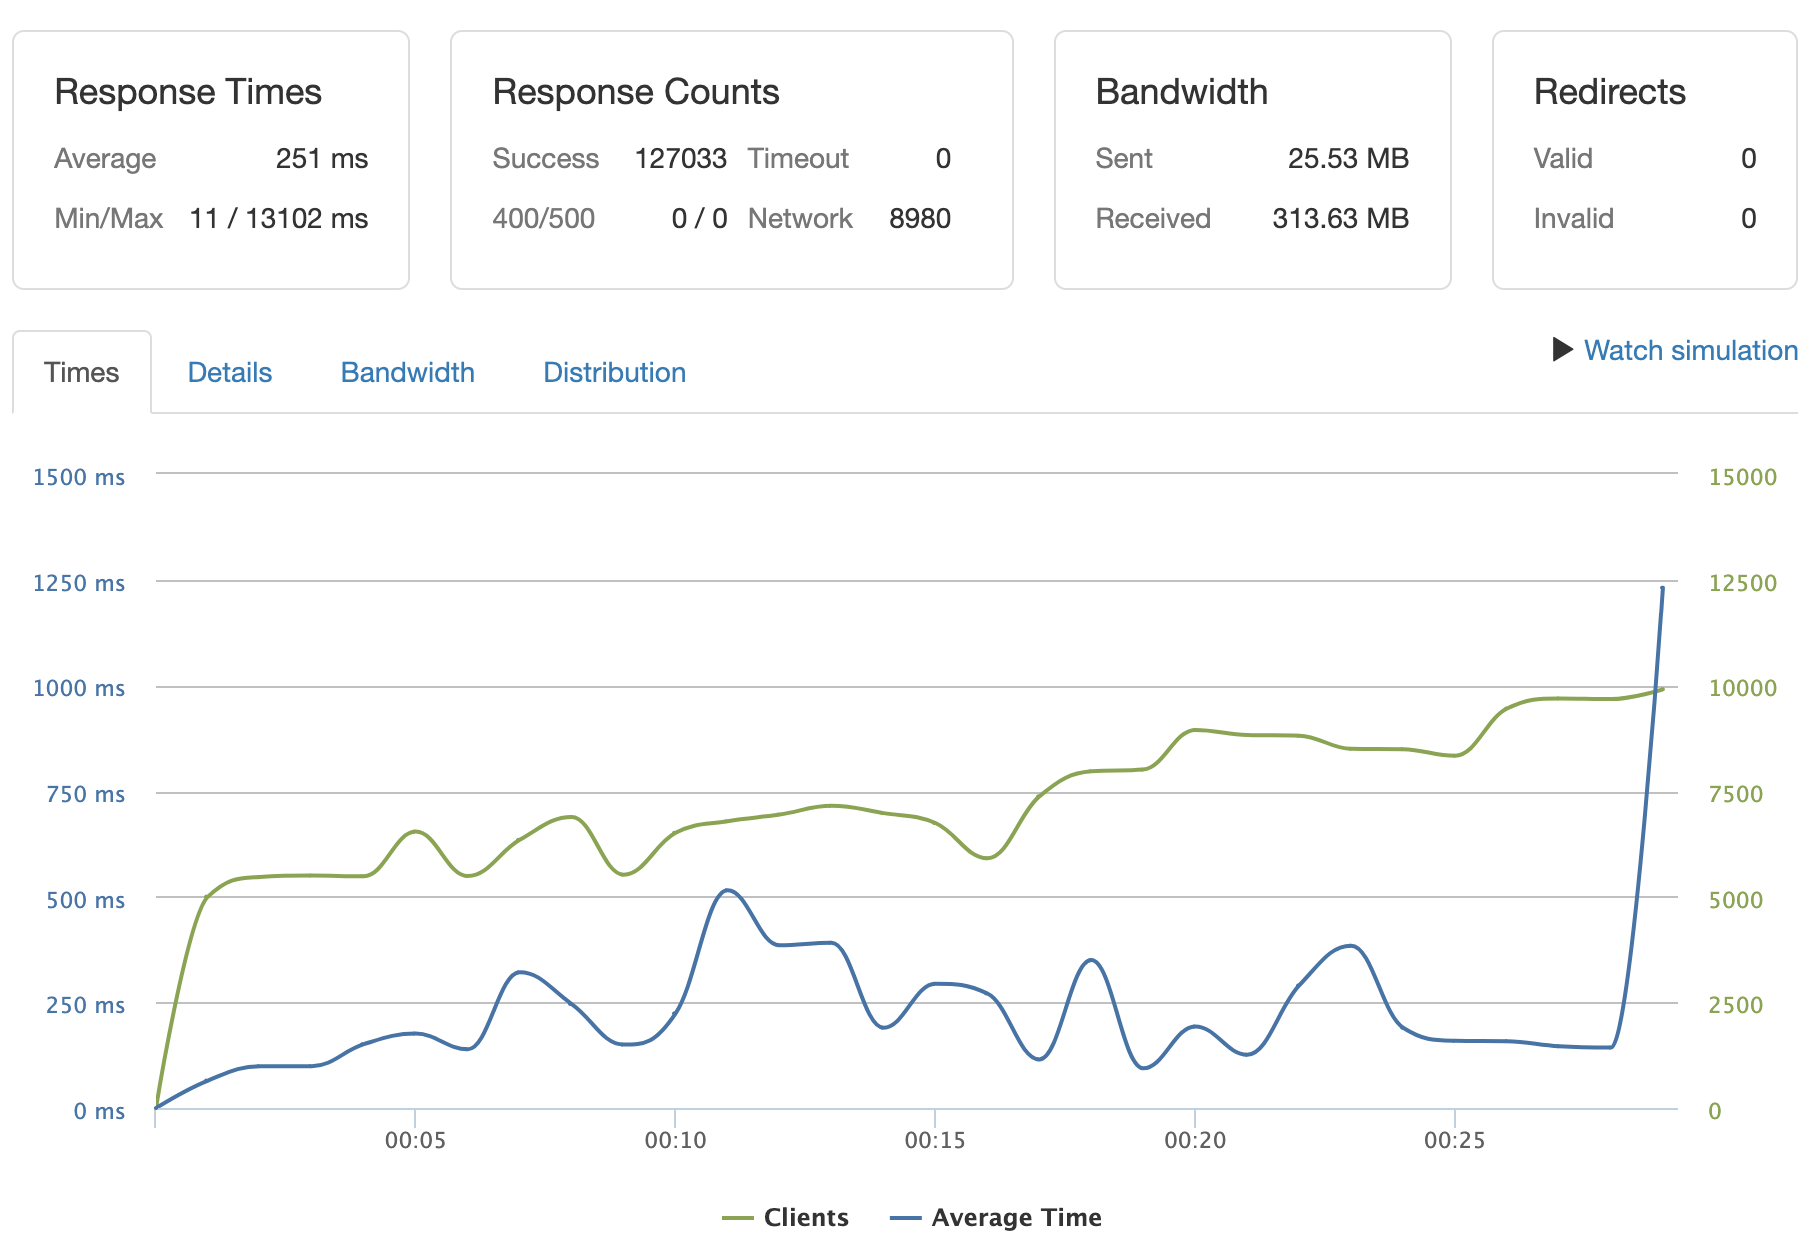 Response Times
Average 251 ms
Min/Max 11 / 13102 ms
Response Counts
Success 127033 Timeout 0
400/500 0 / 0 Network 8980
Bandwidth
Sent 25.53 MB
Received 313.63 MB
Redirects
Valid 0
Invalid 0
Times Details Bandwidth Distribution
Watch simulation
1500 ms 15000
1250 ms 12500
1000 ms 10000
750 ms 7500
500 ms 5000
250 ms 2500
0 ms 0
00:05 00:10 00:15 00:20 00:25
Clients Average Time